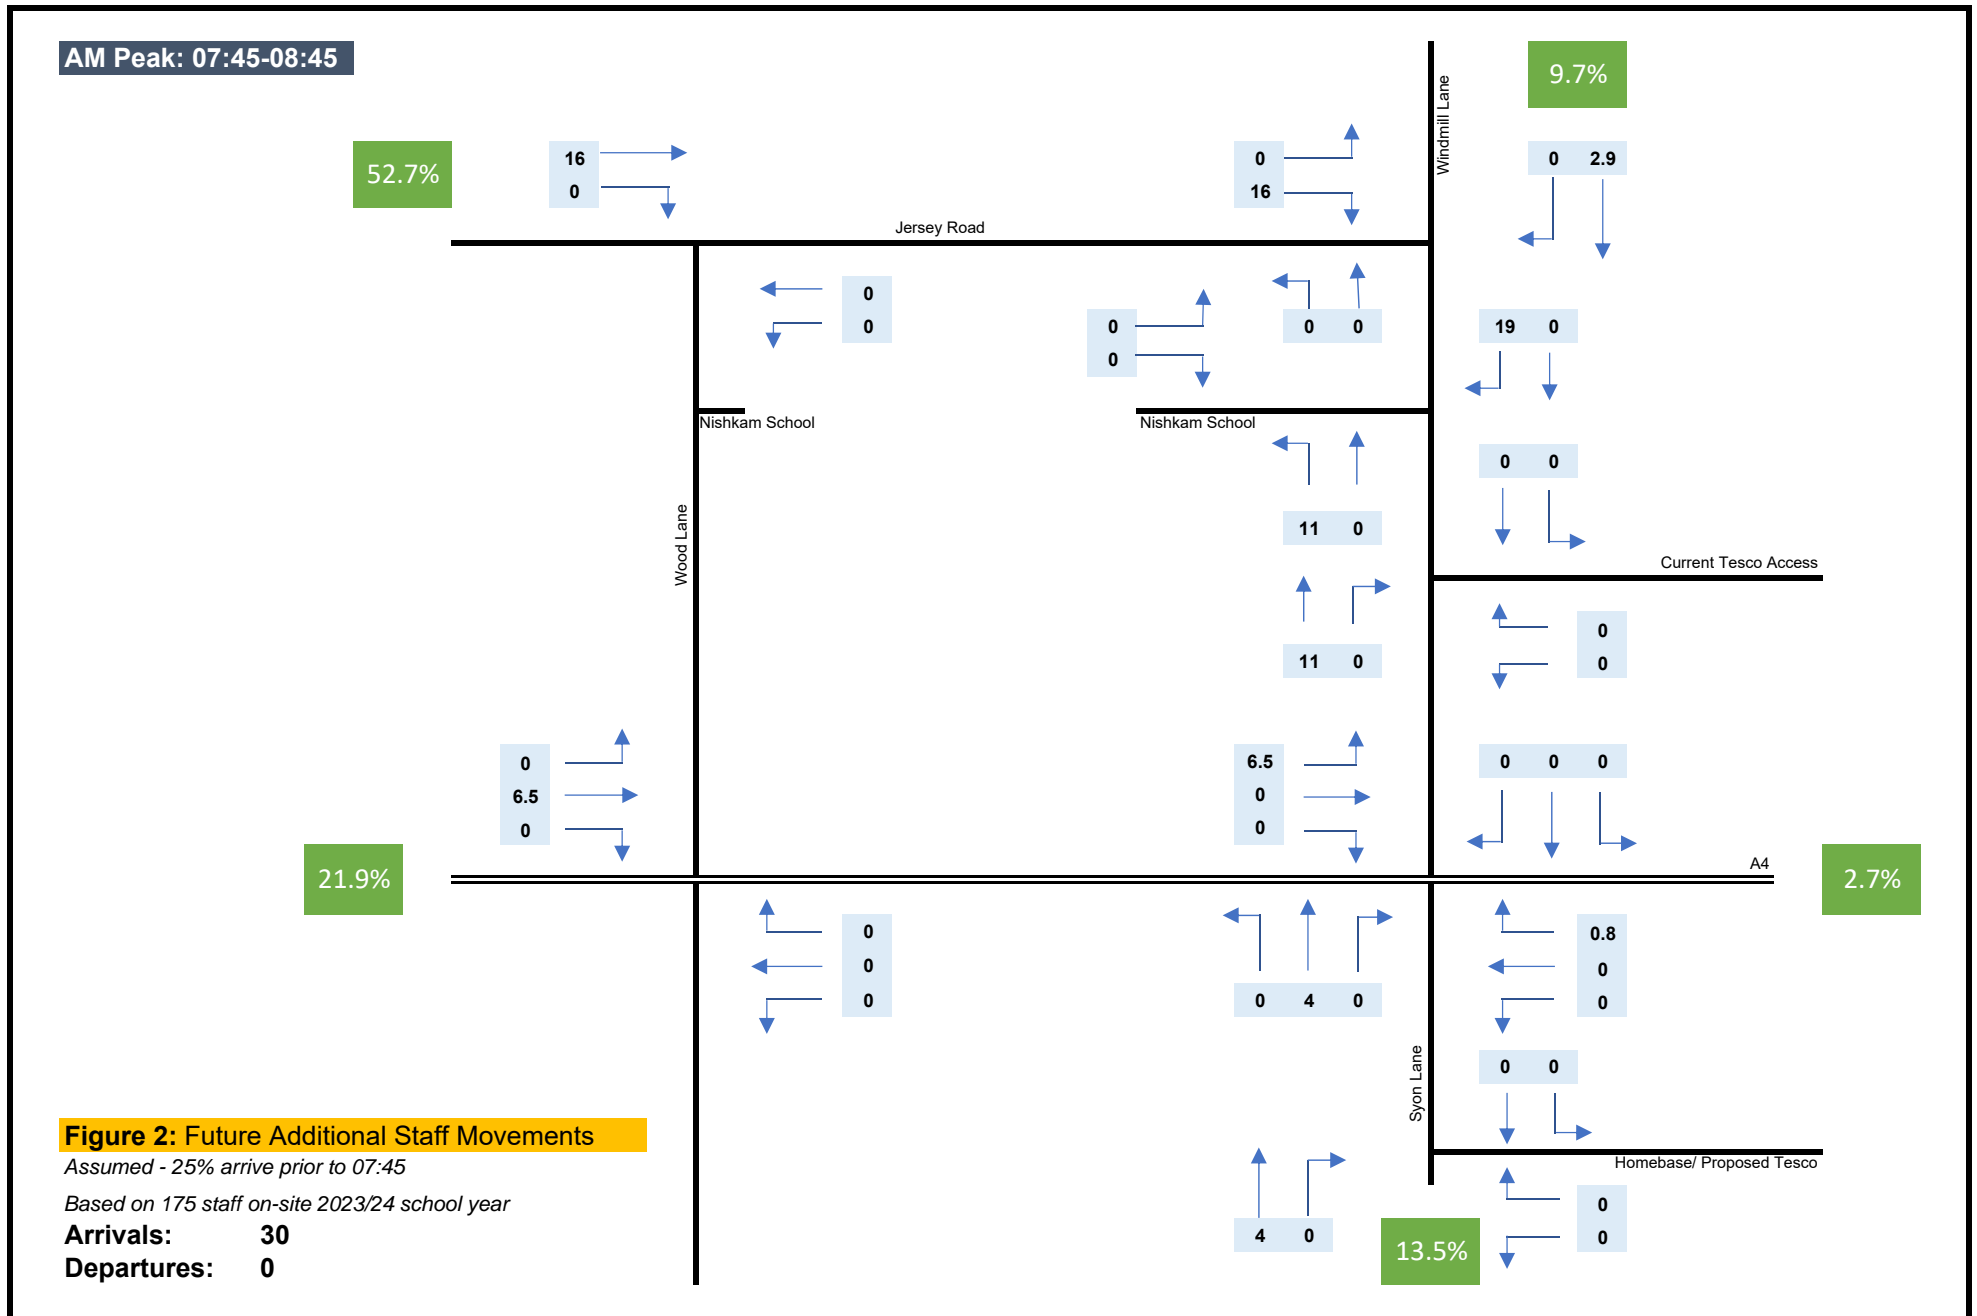 AM Peak: 07:45-08:45
9.7%
Windmill Lane
52.7%
16
0
0
16
0 2.9
Jersey Road
0
0
0
0
0 0
19 0
Nishkam School
Nishkam School
0 0
Wood Lane
11 0
Current Tesco Access
11 0
0
0
0
6.5
0
6.5
0
0
0 0 0
21.9%
A4
2.7%
0
0
0
0 4 0
0.8
0
0
Syon Lane
0 0
Figure 2: Future Additional Staff Movements
Assumed - 25% arrive prior to 07:45
Homebase/ Proposed Tesco
Based on 175 staff on-site 2023/24 school year
Arrivals: 30
Departures: 0
4 0
13.5%
0
0